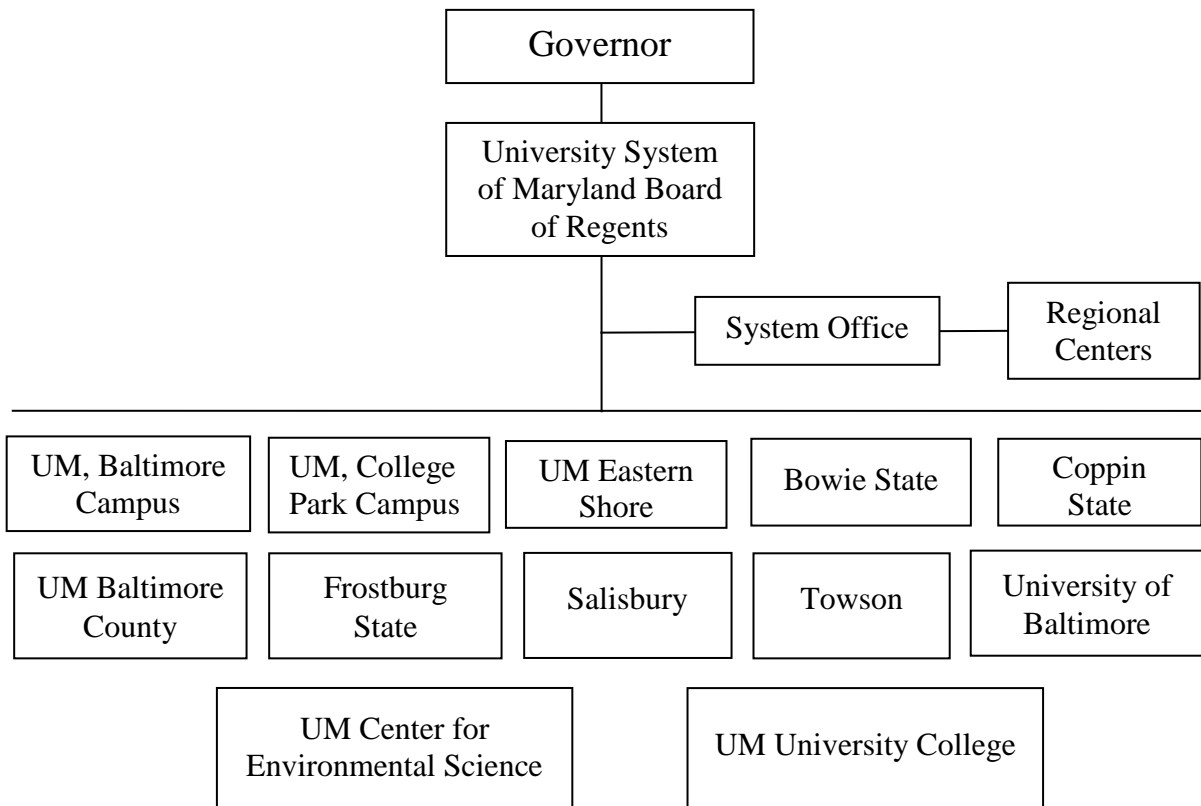 Governor
University System
of Maryland Board
of Regents
System Office
Regional
Centers
UM, Baltimore
Campus
UM, College
Park Campus
UM Eastern
Shore
Bowie State
Coppin
State
UM Baltimore
County
Frostburg
State
Salisbury
Towson
University of
Baltimore
UM Center for
Environmental Science
UM University College